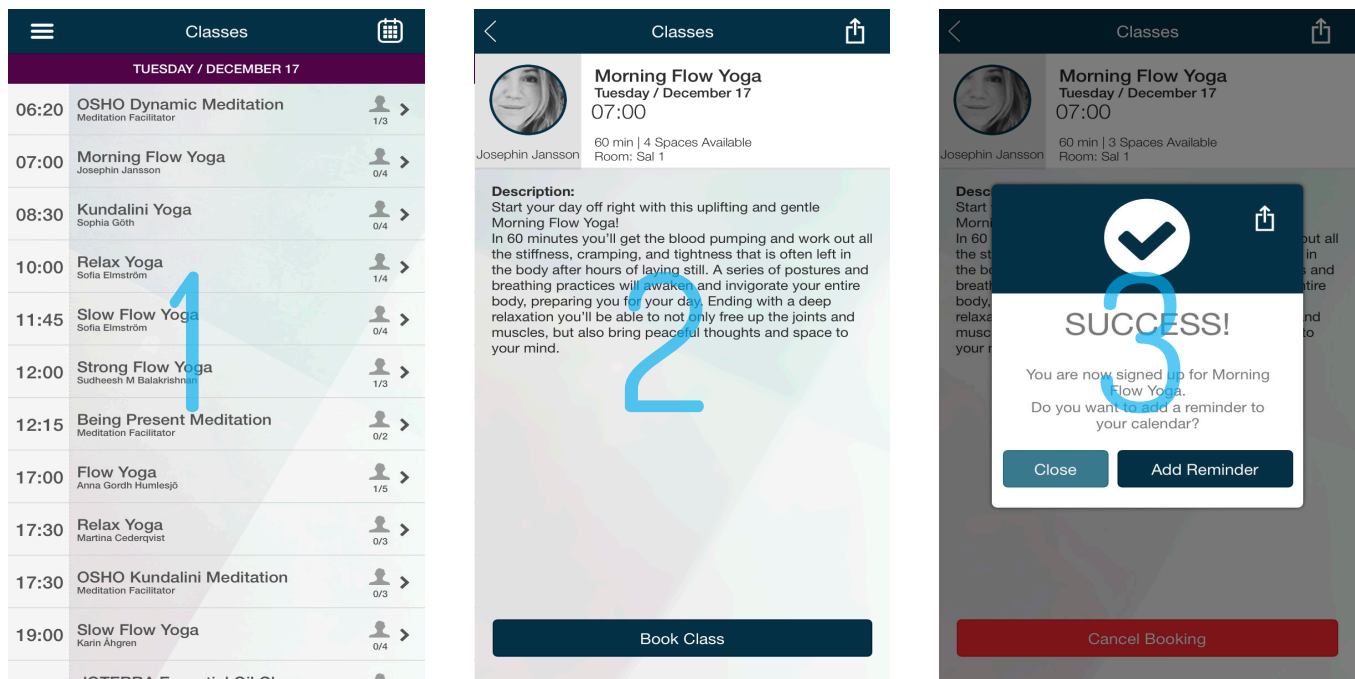 Classes
TUESDAY / DECEMBER 17
06:20 OSHO Dynamic Meditation
Meditation Facilitator 1/3
07:00 Morning Flow Yoga
Josephin Jansson 0/4
08:30 Kundalini Yoga
Sophia Göth 0/4
10:00 Relax Yoga
Sofia Elmström 1/4
11:45 Slow Flow Yoga
Sofia Elmström 0/4
12:00 Strong Flow Yoga
Sudheesh M Balakrishnan 1/3
12:15 Being Present Meditation
Meditation Facilitator 0/2
17:00 Flow Yoga
Anna Gordh Humlesjö 1/5
17:30 Relax Yoga
Martina Cederqvist 0/3
17:30 OSHO Kundalini Meditation
Meditation Facilitator 0/3
19:00 Slow Flow Yoga
Karin Åhgren 0/4
1
Classes
Morning Flow Yoga
Tuesday / December 17
07:00
60 min | 4 Spaces Available
Josephin Jansson Room: Sal 1
Description:
Start your day off right with this uplifting and gentle
Morning Flow Yoga!
In 60 minutes you'll get the blood pumping and work out all
the stiffness, cramping, and tightness that is often left in
the body after hours of laying still. A series of postures and
breathing practices will awaken and invigorate your entire
body, preparing you for your day. Ending with a deep
relaxation you'll be able to not only free up the joints and
muscles, but also bring peaceful thoughts and space to
your mind.
2
Book Class
Classes
Morning Flow Yoga
Tuesday / December 17
07:00
60 min | 3 Spaces Available
Josephin Jansson Room: Sal 1
SUCCESS!
You are now signed up for Morning
Flow Yoga.
Do you want to add a reminder to
your calendar?
3
Close Add Reminder
Cancel Booking